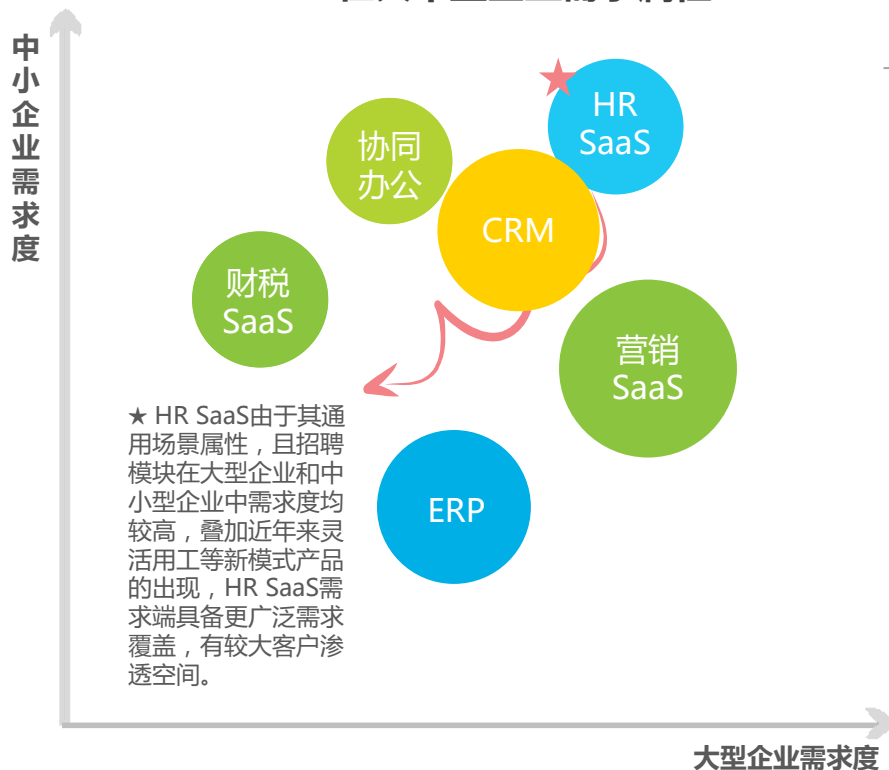 中
小
企
业
需
求
度
HR
SaaS
协同
办公
CRM
财税
SaaS
营销
SaaS
★ HR SaaS由于其通
用场景属性，且招聘
模块在大型企业和中
小型企业中需求度均
较高，叠加近年来灵
活用工等新模式产品
的出现，HR SaaS需
求端具备更广泛需求
覆盖，有较大客户渗
透空间。
ERP
大型企业需求度